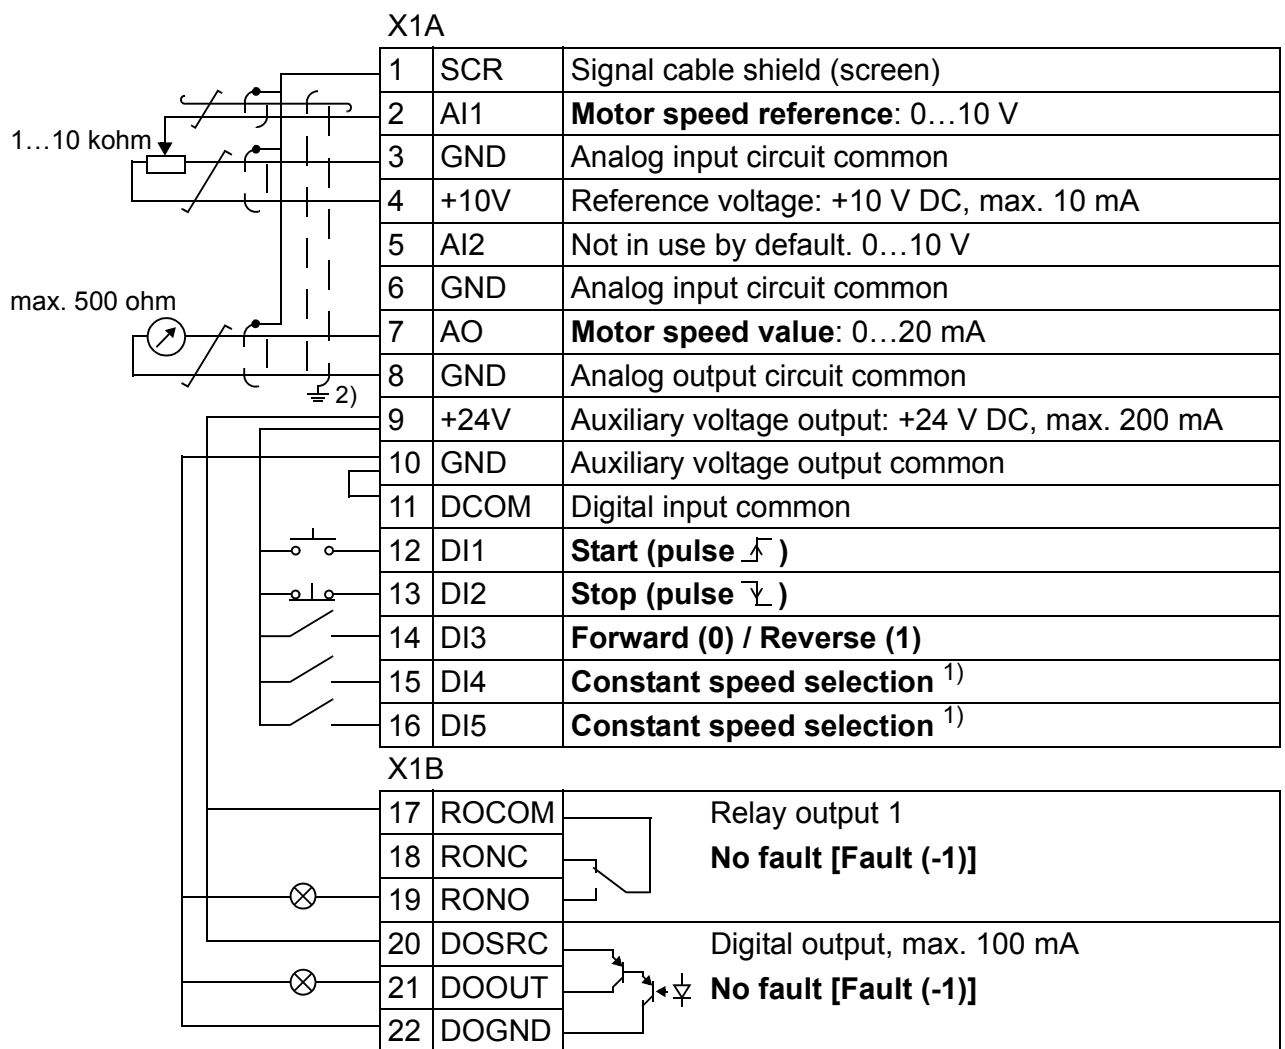 X1A
1 SCR Signal cable shield (screen)
2 AI1 Motor speed reference: 0…10 V
1…10 kohm
3 GND Analog input circuit common
4 +10V Reference voltage: +10 V DC, max. 10 mA
5 AI2 Not in use by default. 0…10 V
6 GND Analog input circuit common
max. 500 ohm
7 AO Motor speed value: 0…20 mA
8 GND Analog output circuit common
2)
9 +24V Auxiliary voltage output: +24 V DC, max. 200 mA
10 GND Auxiliary voltage output common
11 DCOM Digital input common
12 DI1 Start (pulse )
13 DI2 Stop (pulse )
14 DI3 Forward (0) / Reverse (1)
15 DI4 Constant speed selection 1)
16 DI5 Constant speed selection 1)
X1B
17 ROCOM Relay output 1
18 RONC No fault [Fault (-1)]
19 RONO
20 DOSRC Digital output, max. 100 mA
21 DOOUT No fault [Fault (-1)]
22 DOGND